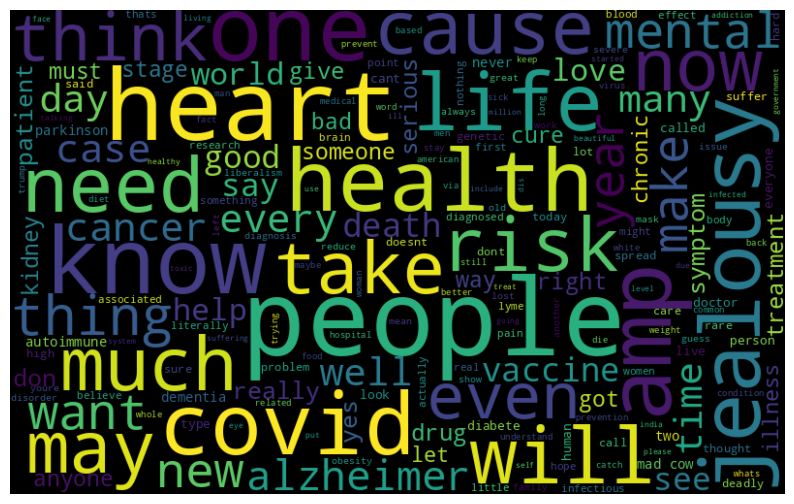 face
thats
living
think
one
cause
prevent
based
mental
blood
effect
addiction
hard
severe
keep
started
must
said
stage
world
give
man
point
cant
never
nothing
great
virus
love
suffer
patient
day
heart
life
many
now
government
parkinson
bad
fact
medical
word
ill
serious
always
sick
million
long
work
cure
called
beautiful
talking
case
good
someone
brain
men
stay
genetic
first
lot
issue
everyone
healthy
research
liberalism
american
chronic
year
make
trump
diet
something
use
via
include
dis
need
say
health
old
infected
cancer
every
death
diagnosed
today
mask
body
kidney
left
diagnosis
reduce
doesnt
still
dont
might
white
spread
back
symptom
treatment
jealousy
know
take
risk
toxic
maybe
woman
better
treat
lost
way
right
level
common
due
thing
associated
help
literally
trying
people
lyme
going
another
care
doctor
weight
rare
amp
autoimmune
system
suffering
hospital
mean
pain
die
women
guess
person
don
high
sure
problem
food
actually
real
show
live
time
illness
disorder
youre
much
really
well
vaccine
condition
want
believe
dementia
look
even
got
prevention
india
thought
whole
related
yes
covid
drug
diabete
understand
human
call
two
please
may
type
eye
put
let
self
hope
mad cow
whats
anyone
new
alzheimer
obesity
little
family
will
catch
infectious
see
deadly